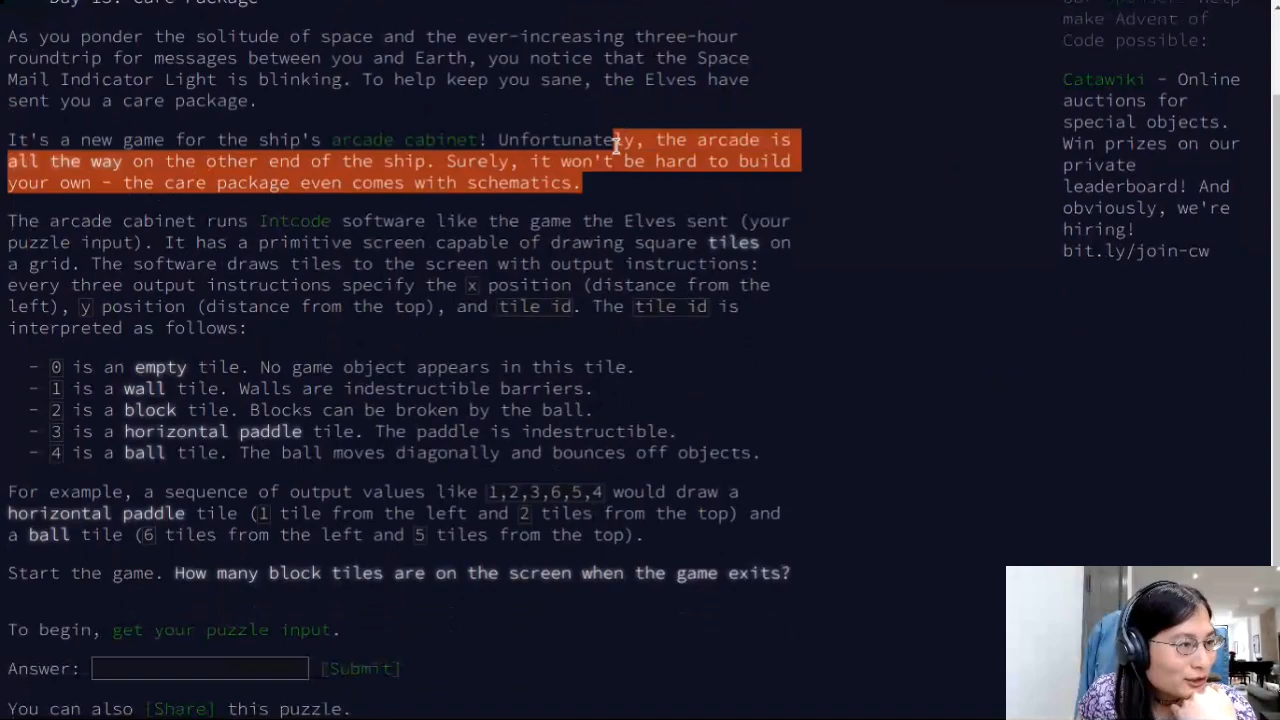 Day 13: Care Package
As you ponder the solitude of space and the ever-increasing three-hour
roundtrip for messages between you and Earth, you notice that the Space
Mail Indicator Light is blinking. To help keep you sane, the Elves have
sent you a care package.
It's a new game for the ship's arcade cabinet! Unfortunately, the arcade is
all the way on the other end of the ship. Surely, it won't be hard to build
your own - the care package even comes with schematics.
The arcade cabinet runs Intcode software like the game the Elves sent (your
puzzle input). It has a primitive screen capable of drawing square tiles on
a grid. The software draws tiles to the screen with output instructions:
every three output instructions specify the x position (distance from the
left), y position (distance from the top), and tile id. The tile id is
interpreted as follows:
- 0 is an empty tile. No game object appears in this tile.
- 1 is a wall tile. Walls are indestructible barriers.
- 2 is a block tile. Blocks can be broken by the ball.
- 3 is a horizontal paddle tile. The paddle is indestructible.
- 4 is a ball tile. The ball moves diagonally and bounces off objects.
For example, a sequence of output values like 1,2,3,6,5,4 would draw a
horizontal paddle tile (1 tile from the left and 2 tiles from the top) and
a ball tile (6 tiles from the left and 5 tiles from the top).
Start the game. How many block tiles are on the screen when the game exits?
To begin, get your puzzle input.
Answer: [Submit]
You can also [Share] this puzzle.
help
make Advent of
Code possible:
Catawiki - Online
auctions for
special objects.
Win prizes on our
private
leaderboard! And
obviously, we're
hiring!
bit.ly/join-cw